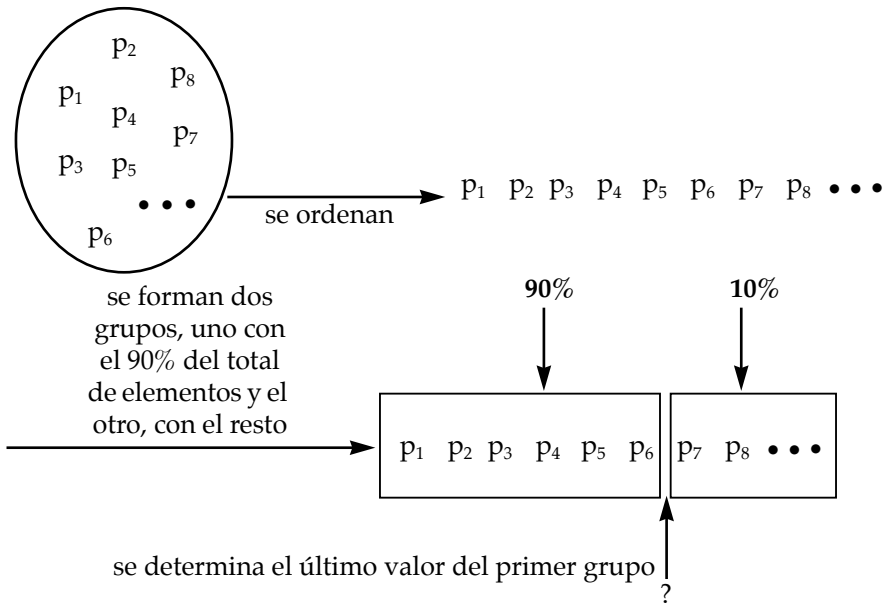 p₂
p₈
p₁
p₄
p₇
p₃ p₅
• • •
p₆
se ordenan
p₁ p₂ p₃ p₄ p₅ p₆ p₇ p₈ • • •
se forman dos
grupos, uno con
el 90% del total
de elementos y el
otro, con el resto
90% 10%
p₁ p₂ p₃ p₄ p₅ p₆ p₇ p₈ • • •
se determina el último valor del primer grupo
?